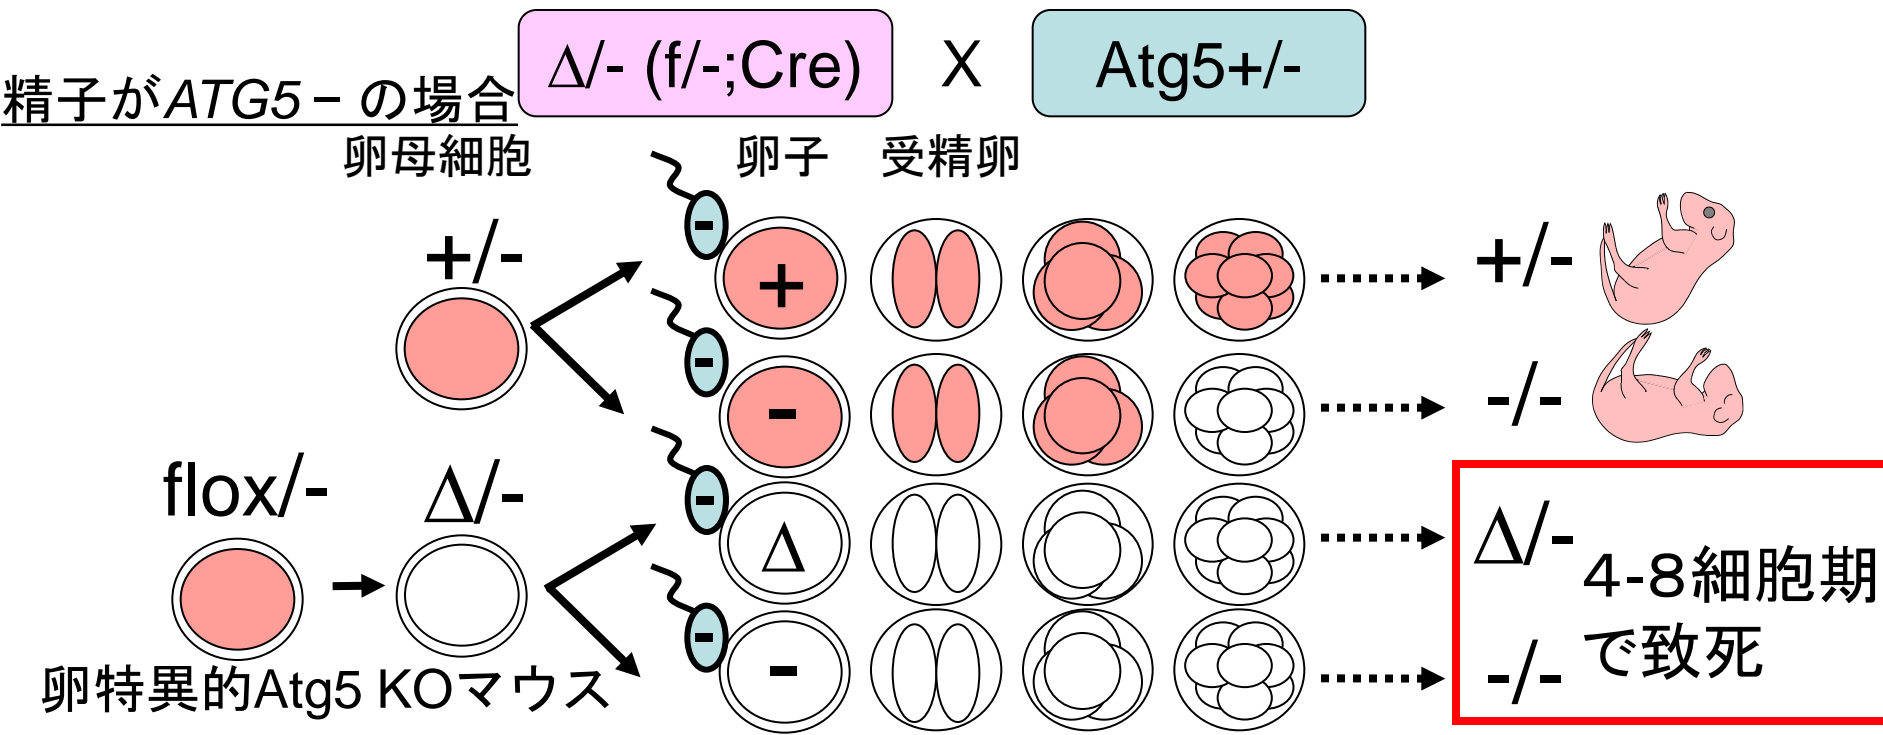 Δ/- (f/-;Cre) X Atg5+/-
精子がATG5－の場合
卵母細胞 卵子 受精卵
+/-
-
+
+/-
-
-
-/-
flox/- Δ/-
-
Δ
Δ/-
4-8細胞期
で致死
-
-
-/-
卵特異的Atg5 KOマウス